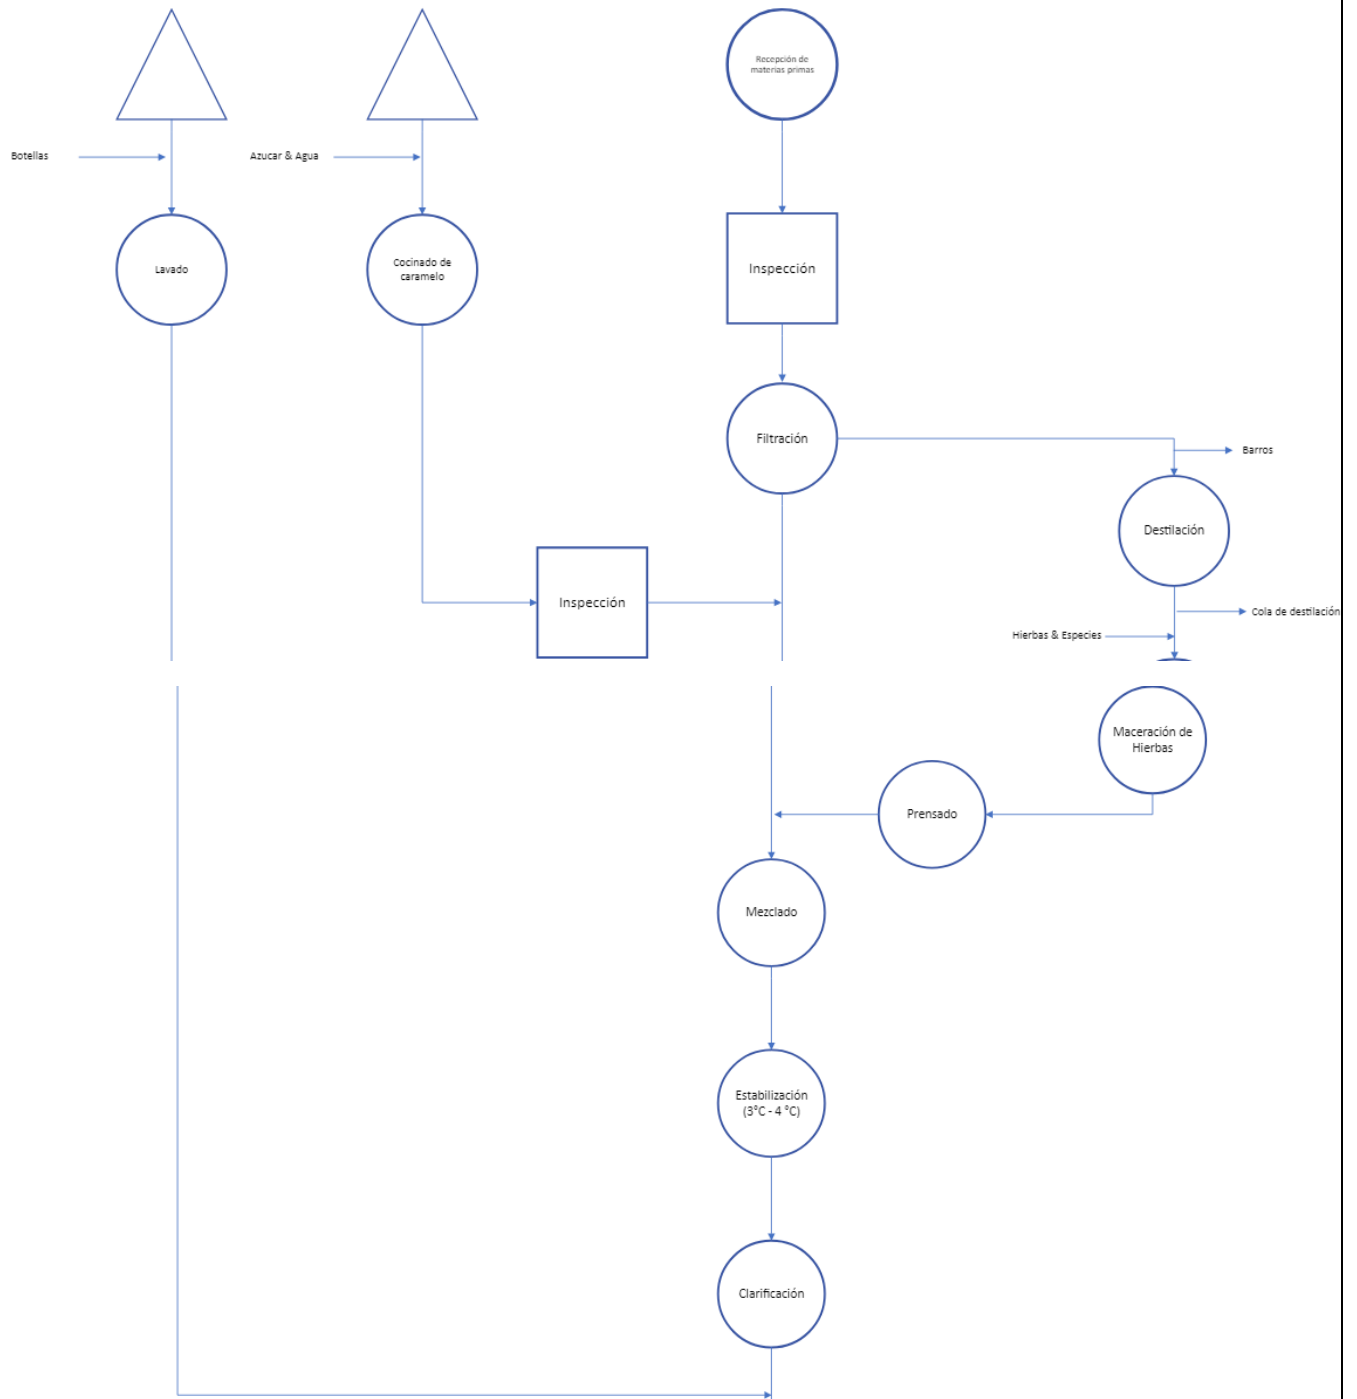 Recepción de
materias primas
Botellas
Azucar & Agua
Lavado
Cocinado de
caramelo
Inspección
Filtración
Barros
Destilación
Inspección
Cola de destilación
Hierbas & Especies
Maceración de
Hierbas
Prensado
Mezclado
Estabilización
(3°C - 4 °C)
Clarificación